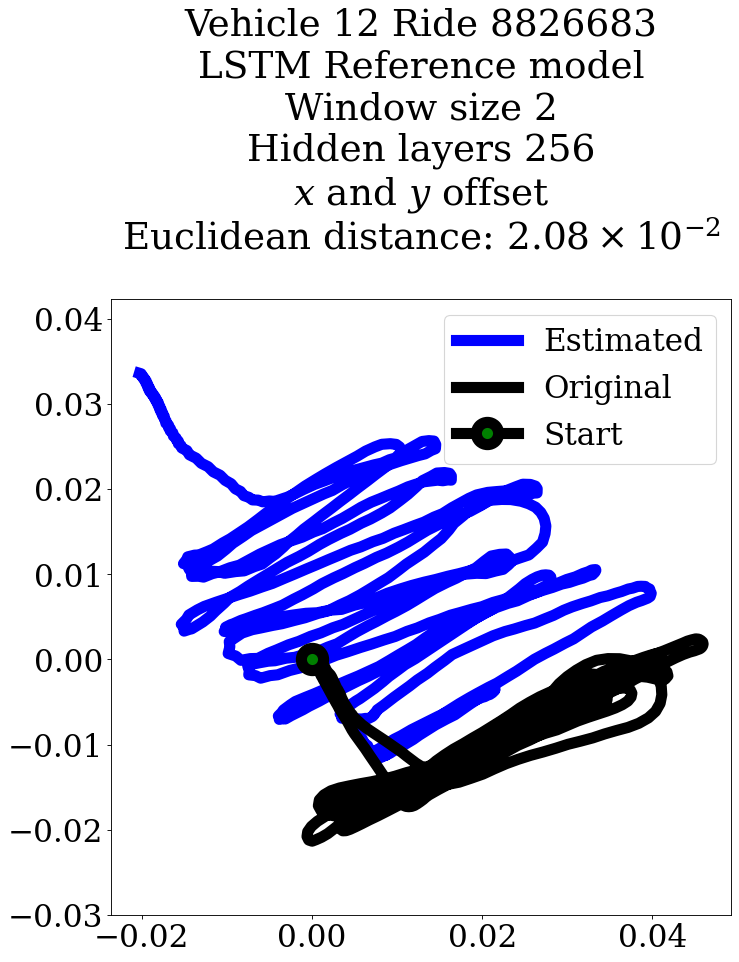 Vehicle 12 Ride 8826683
LSTM Reference model
Window size 2
Hidden layers 256
x and y offset
Euclidean distance: 2.08 × 10⁻²
Estimated
Original
Start
0.04
0.03
0.02
0.01
0.00
−0.01
−0.02
−0.03
−0.02 0.00 0.02 0.04